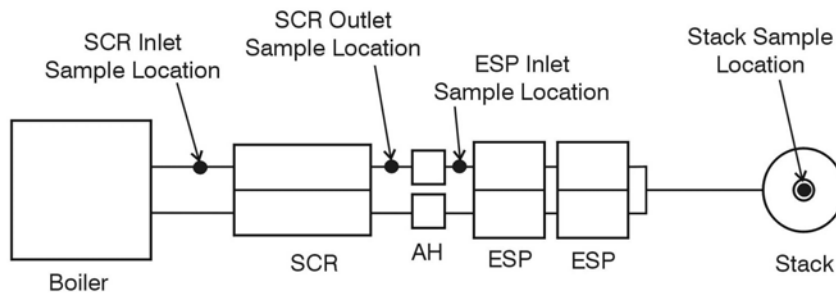 SCR Inlet
Sample Location
SCR Outlet
Sample Location
ESP Inlet
Sample Location
Stack Sample
Location
Boiler
SCR
AH
ESP
ESP
Stack